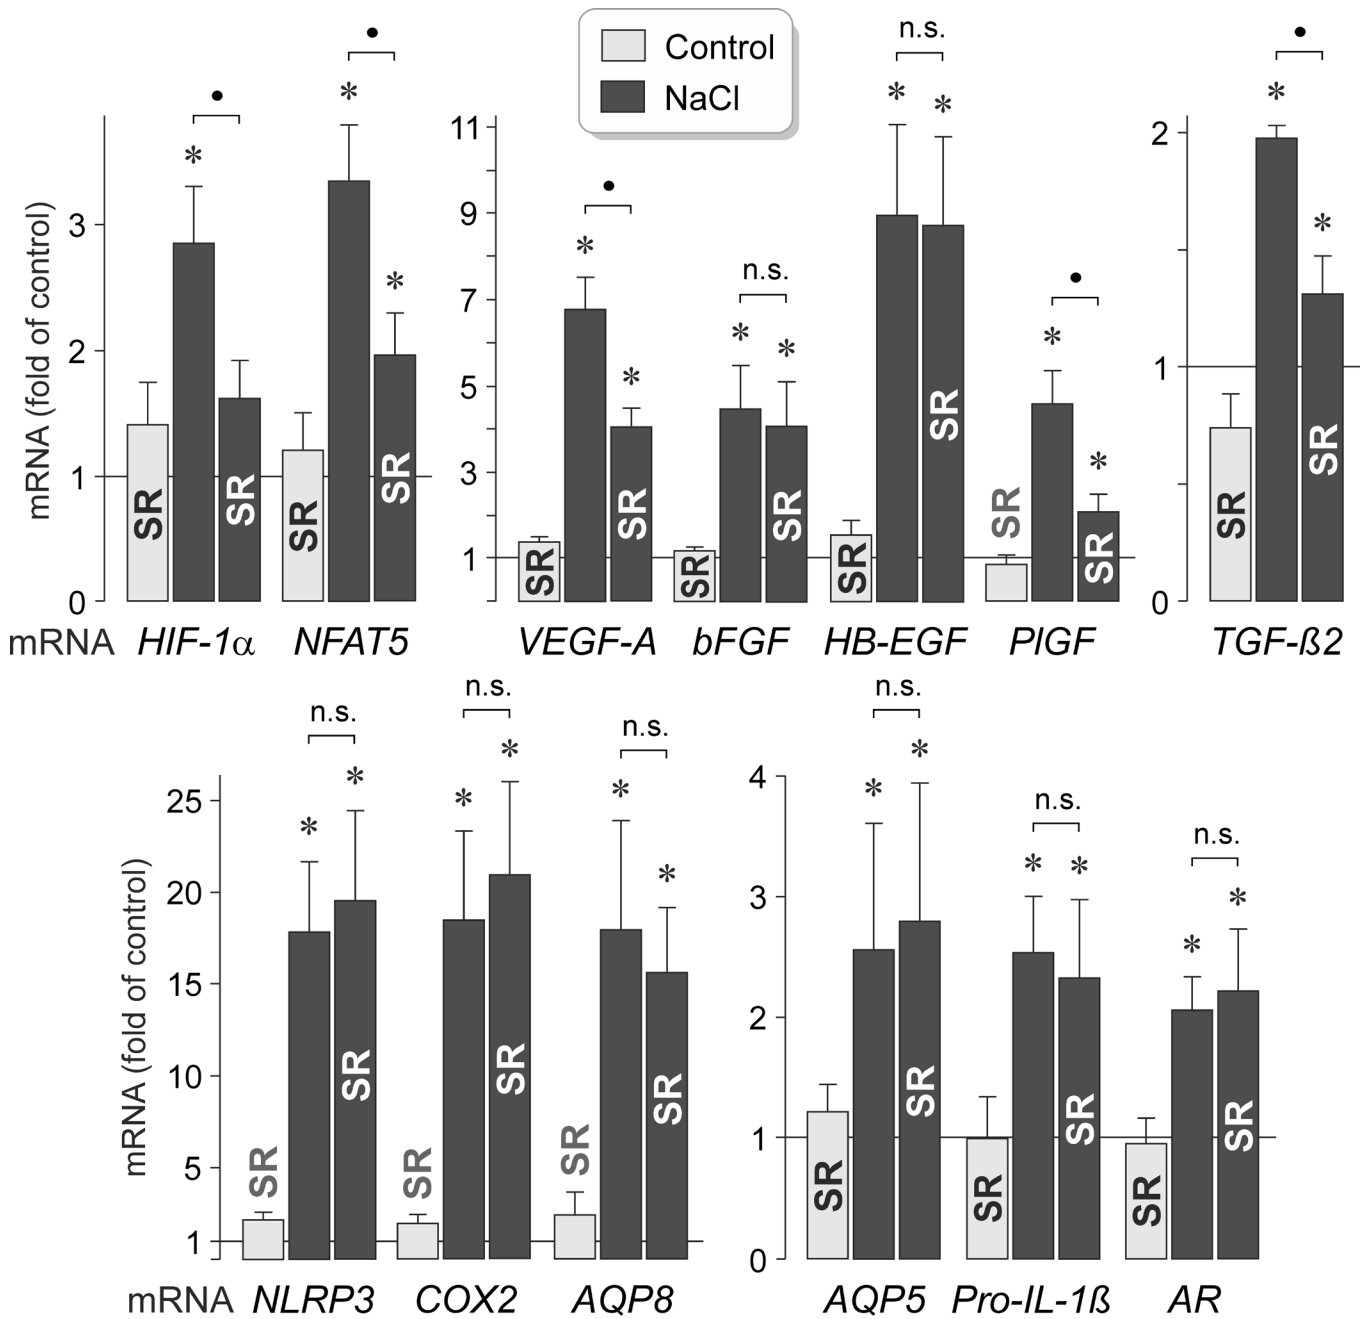 Control
NaCl
mRNA (fold of control)
3
2
1
0
•
*
•
*
*
SR
SR
SR
SR
mRNA HIF-1α NFAT5
11
9
7
5
3
1
•
*
*
n.s.
*
*
n.s.
*
*
•
*
*
SR
SR
SR
SR
SR
SR
SR
SR
VEGF-A bFGF HB-EGF PlGF
2
1
0
•
*
*
SR
SR
TGF-ß2
mRNA (fold of control)
25
20
15
10
5
1
n.s.
*
*
n.s.
*
*
n.s.
*
*
SR
SR
SR
SR
SR
SR
mRNA NLRP3 COX2 AQP8
4
3
2
1
0
n.s.
*
*
n.s.
*
*
n.s.
*
*
SR
SR
SR
SR
SR
SR
AQP5 Pro-IL-1ß AR